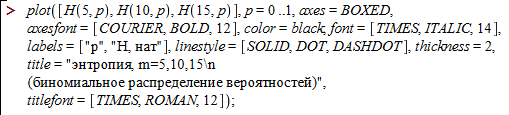 > plot([H(5, p), H(10, p), H(15, p)], p = 0 ..1, axes = BOXED,
axesfont = [COURIER, BOLD, 12], color = black, font = [TIMES, ITALIC, 14],
labels = ["p", "H, нат"], linestyle = [SOLID, DOT, DASHDOT], thickness = 2,
title = "энтропия, m=5,10,15\n
(биномиальное распределение вероятностей)",
titlefont = [TIMES, ROMAN, 12]);